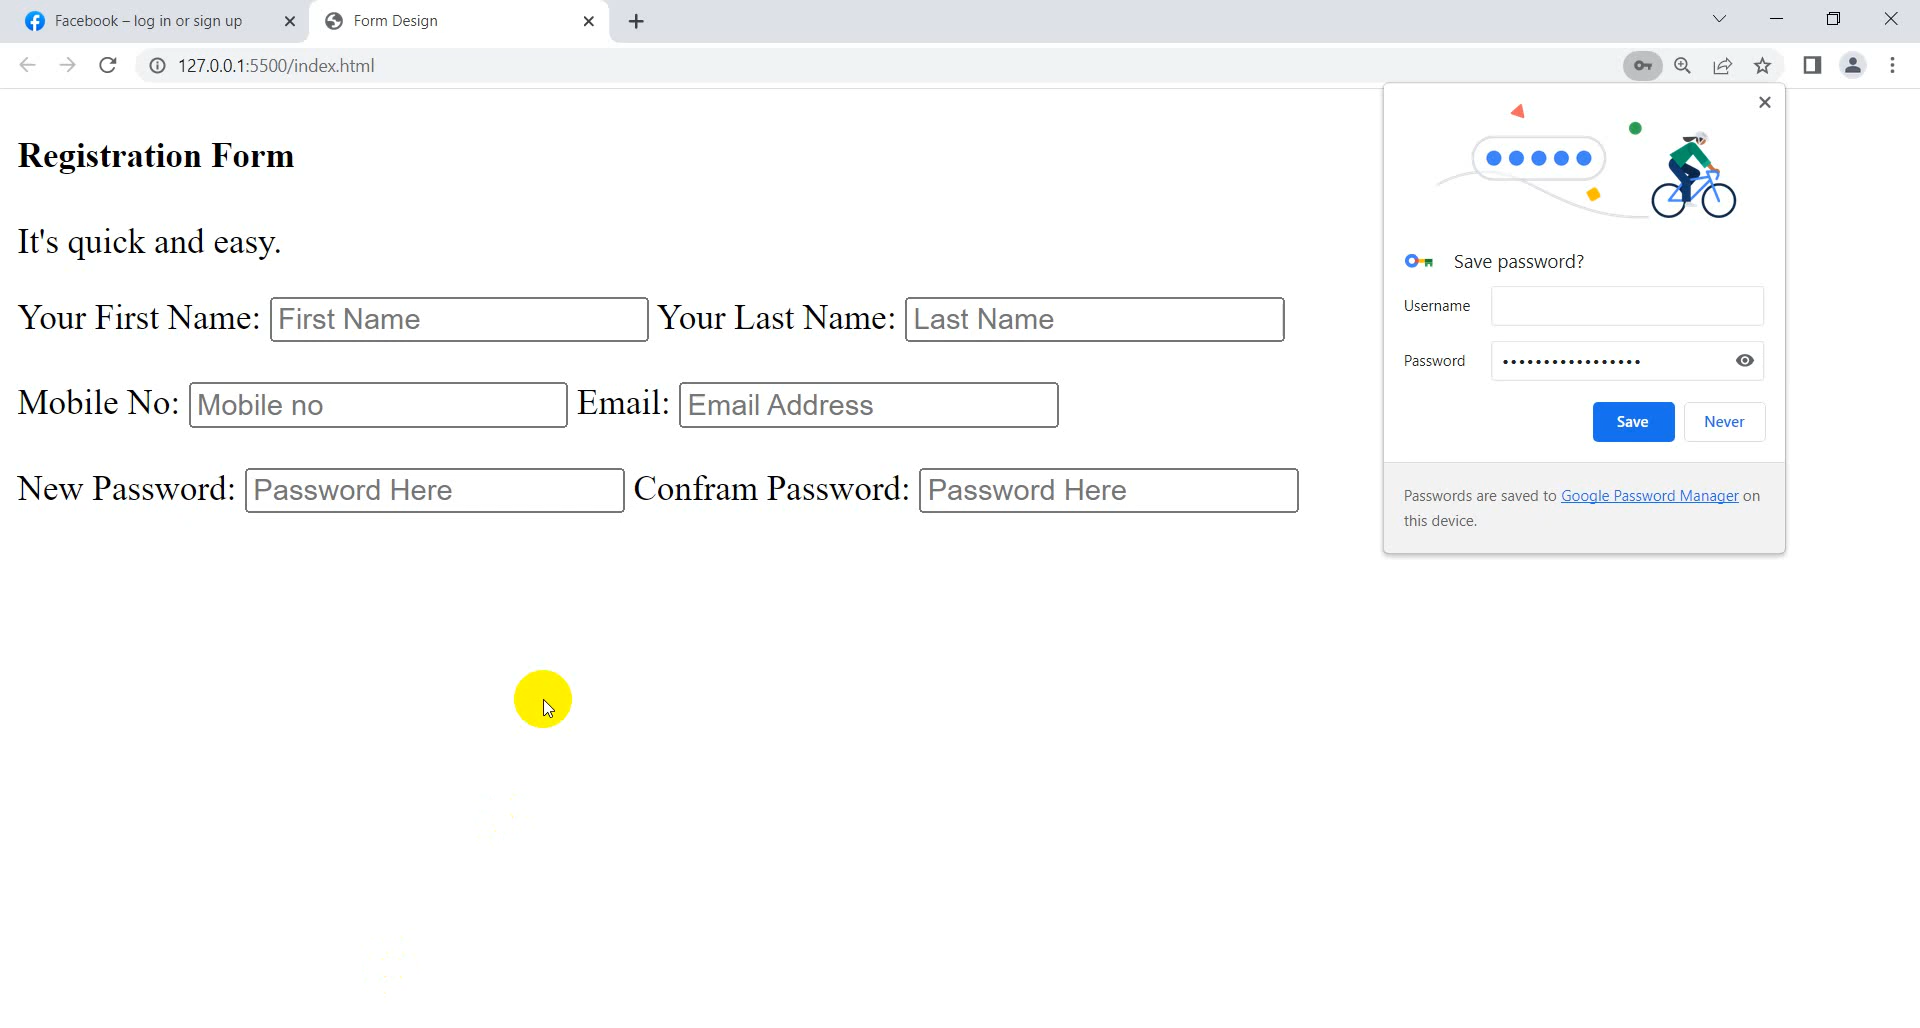 Facebook – log in or sign up
Form Design
127.0.0.1:5500/index.html
Registration Form
It's quick and easy.
Your First Name: First Name Your Last Name: Last Name
Mobile No: Mobile no Email: Email Address
New Password: Password Here Confram Password: Password Here
Save password?
Username
Password •••••••••••••••••
Save Never
Passwords are saved to Google Password Manager on
this device.